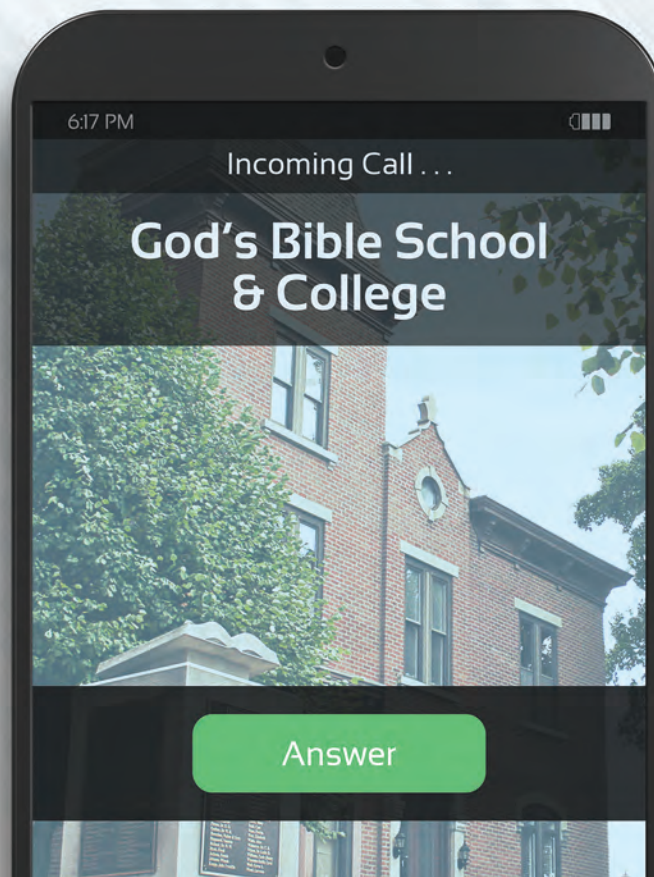 6:17 PM
Incoming Call . . .
God's Bible School
& College
Answer